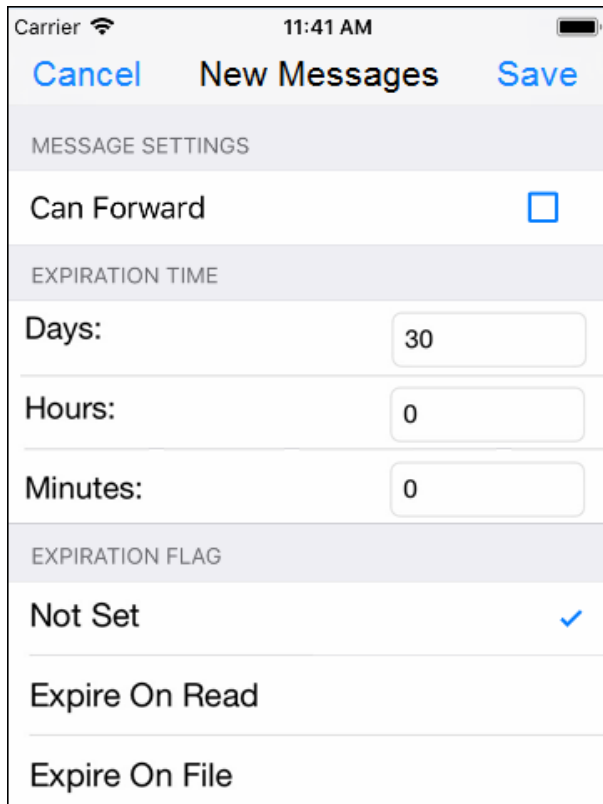 Carrier 11:41 AM
Cancel New Messages Save
MESSAGE SETTINGS
Can Forward
EXPIRATION TIME
Days: 30
Hours: 0
Minutes: 0
EXPIRATION FLAG
Not Set
Expire On Read
Expire On File